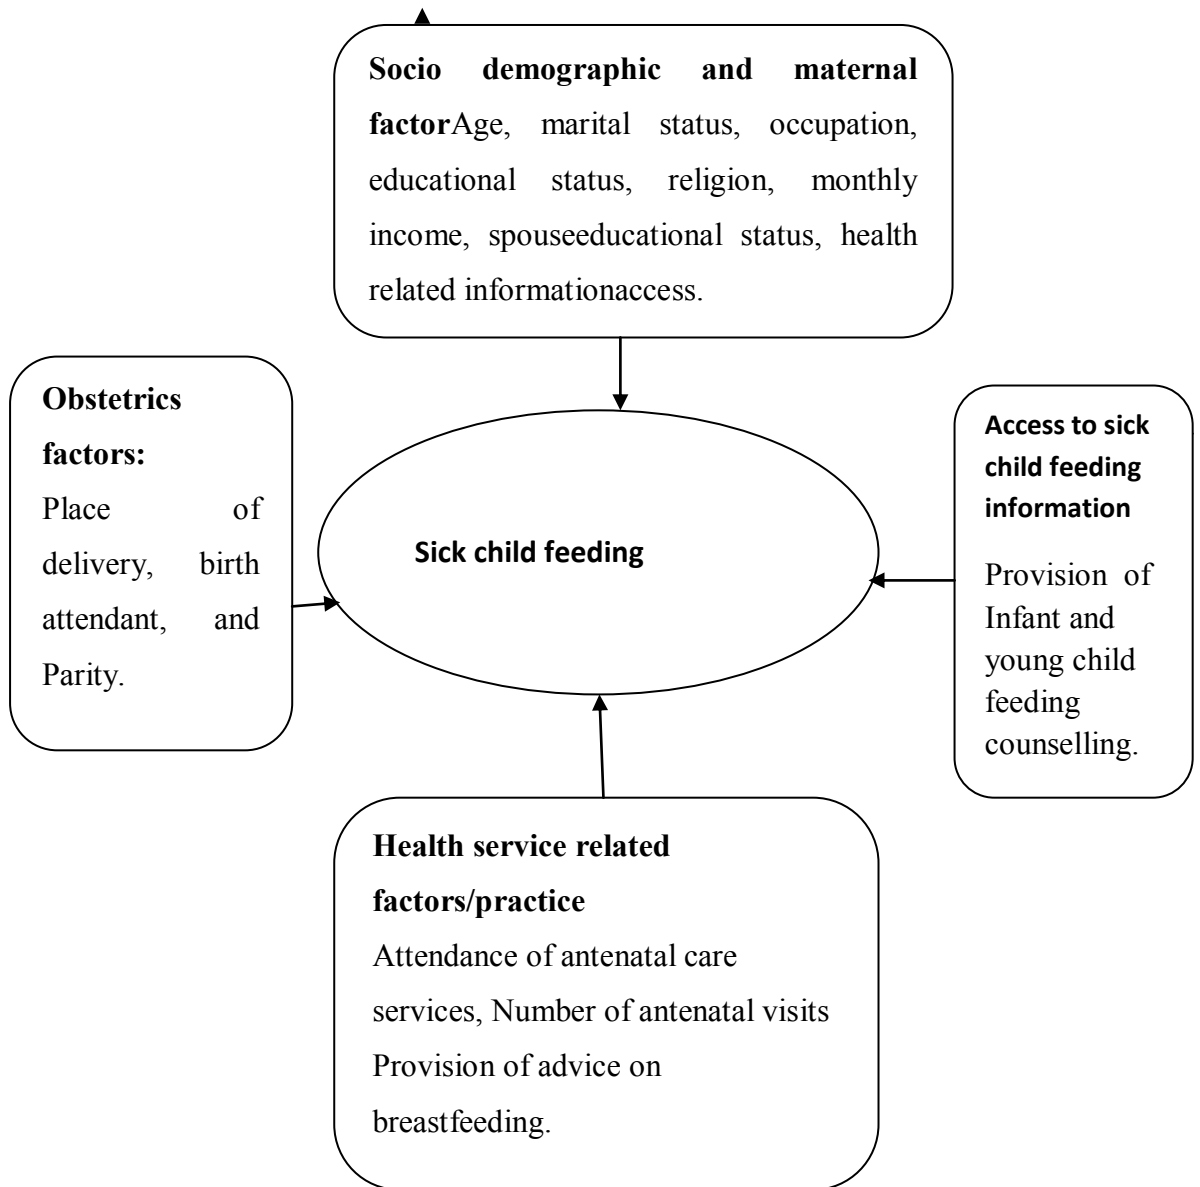 Socio demographic and maternal
factorAge, marital status, occupation,
educational status, religion, monthly
income, spouseeducational status, health
related informationaccess.
Obstetrics
factors:
Place of
delivery, birth
attendant, and
Parity.
Sick child feeding
Access to sick
child feeding
information
Provision of
Infant and
young child
feeding
counselling.
Health service related
factors/practice
Attendance of antenatal care
services, Number of antenatal visits
Provision of advice on
breastfeeding.